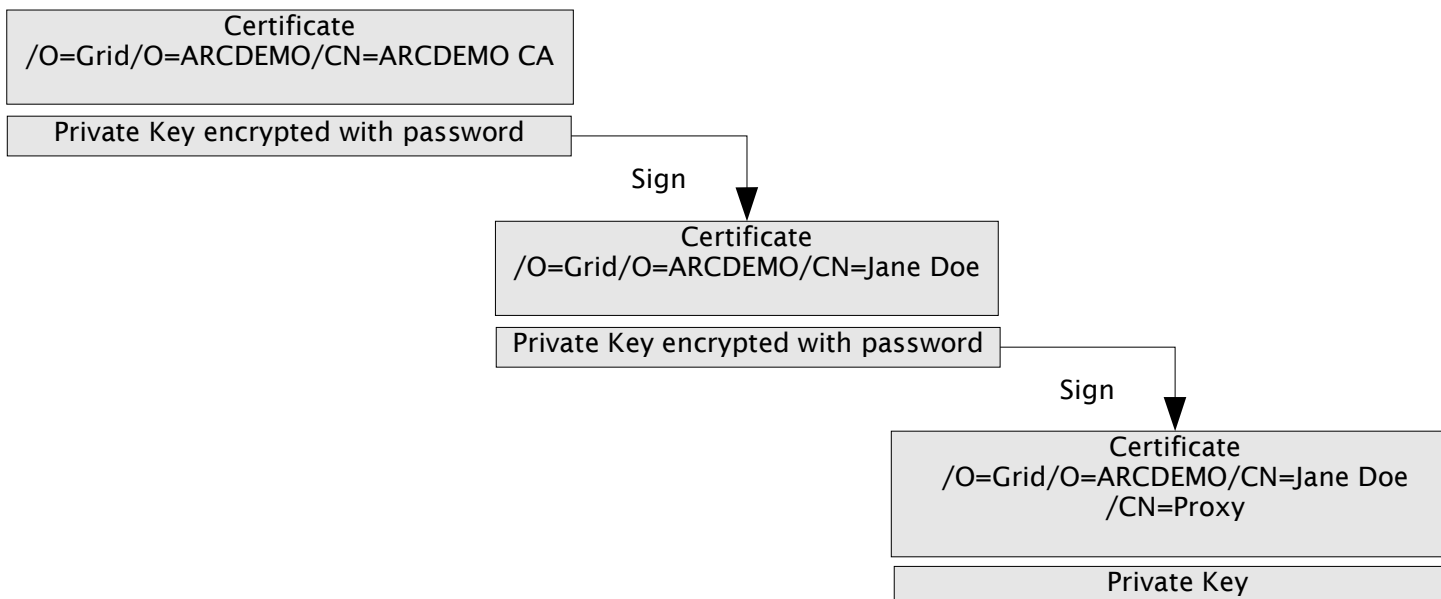 Certificate
/O=Grid/O=ARCDEMO/CN=ARCDEMO CA
Private Key encrypted with password
Sign
Certificate
/O=Grid/O=ARCDEMO/CN=Jane Doe
Private Key encrypted with password
Sign
Certificate
/O=Grid/O=ARCDEMO/CN=Jane Doe
/CN=Proxy
Private Key